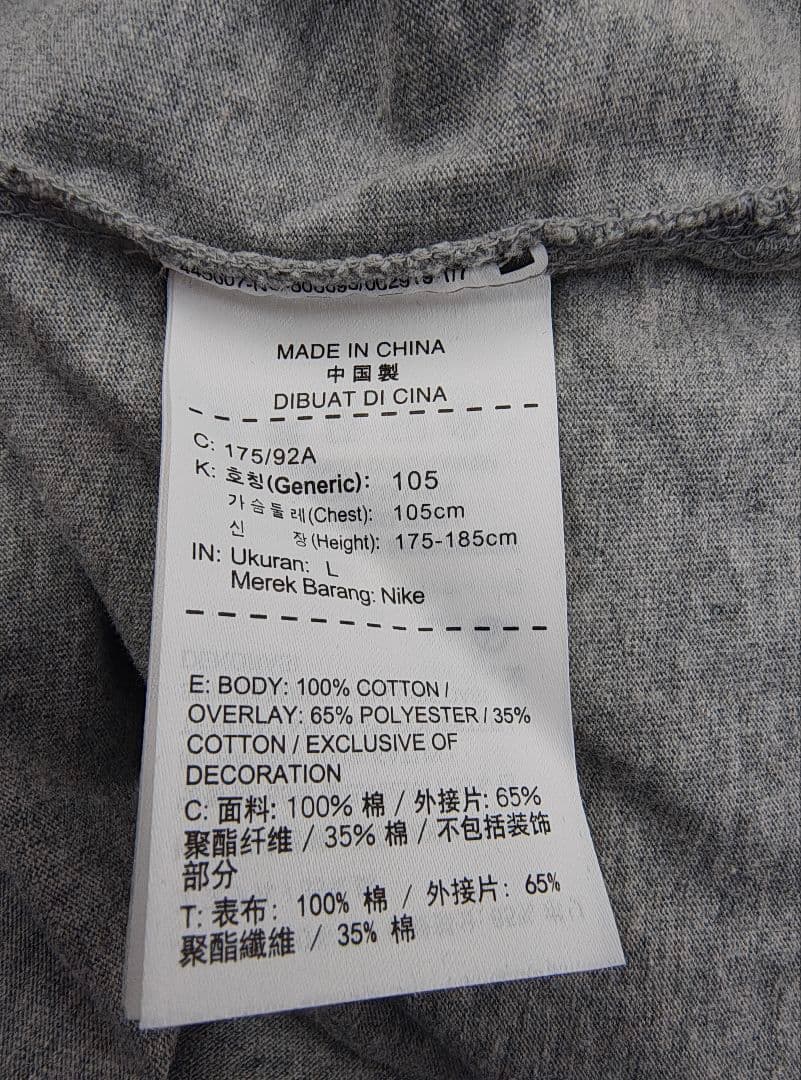 MADE IN CHINA
中国製
DIBUAT DI CINA
C: 175/92A
K: 호칭(Generic): 105
가슴둘레(Chest): 105cm
신 장(Height): 175-185cm
IN: Ukuran: L
Merek Barang: Nike
E: BODY: 100% COTTON /
OVERLAY: 65% POLYESTER / 35%
COTTON / EXCLUSIVE OF
DECORATION
C: 面料: 100% 棉 / 外接片: 65%
聚酯纤维 / 35% 棉 / 不包括装饰
部分
T: 表布: 100% 棉 / 外接片: 65%
聚酯纖維 / 35% 棉